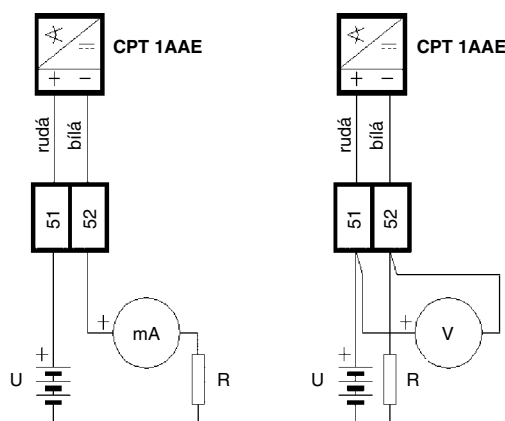 CPT 1AAE
+ −
rudá
bílá
51
52
+
mA
+
U
R
CPT 1AAE
+ −
rudá
bílá
51
52
+
V
+
U
R